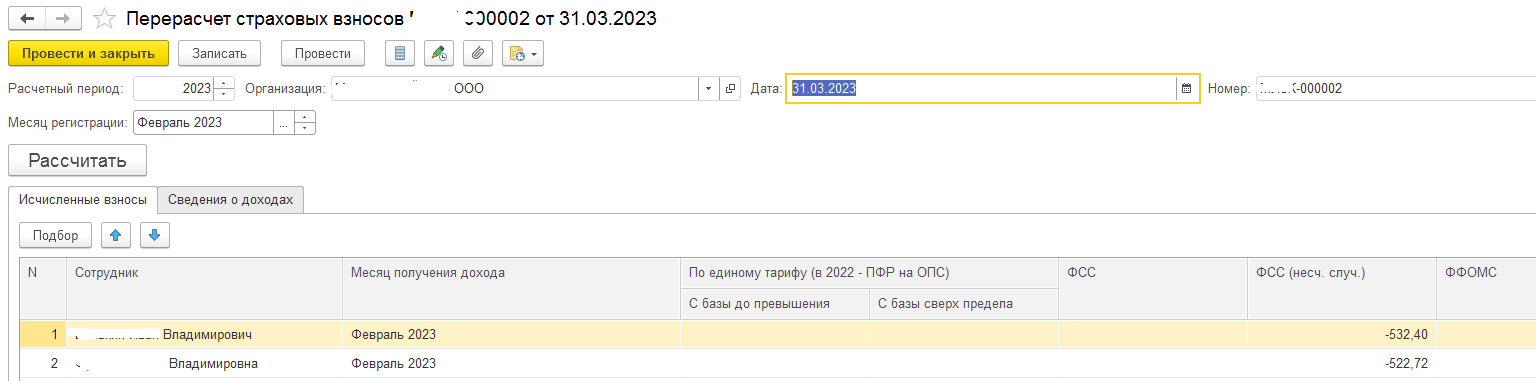 Перерасчет страховых взносов 000002 от 31.03.2023
Провести и закрыть Записать Провести
Расчетный период: 2023 Организация: ООО Дата: 31.03.2023 Номер: -000002
Месяц регистрации: Февраль 2023 ...
Рассчитать
Исчисленные взносы Сведения о доходах
Подбор
N Сотрудник Месяц получения дохода По единому тарифу (в 2022 - ПФР на ОПС) ФСС ФСС (несч. случ.) ФФОМС
С базы до превышения С базы сверх предела
1 Владимирович Февраль 2023 -532,40
2 Владимировна Февраль 2023 -522,72